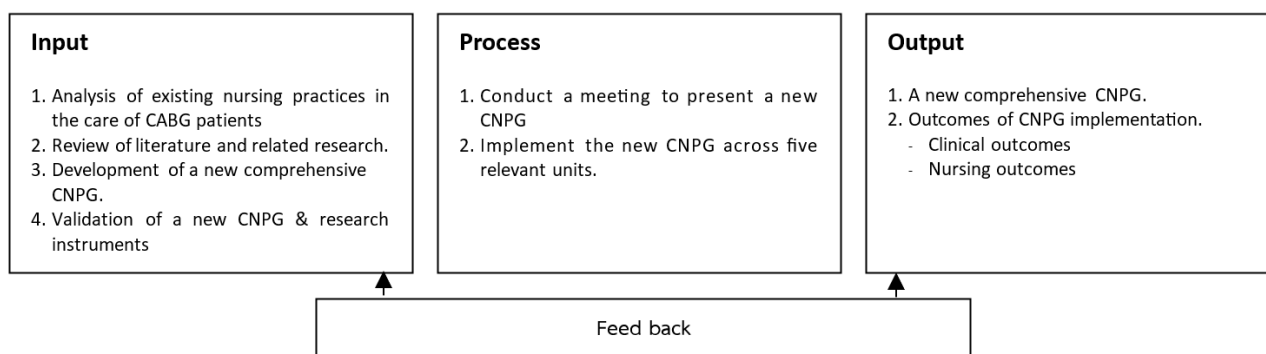 Input
1. Analysis of existing nursing practices in
the care of CABG patients
2. Review of literature and related research.
3. Development of a new comprehensive
CNPG.
4. Validation of a new CNPG & research
instruments
Process
1. Conduct a meeting to present a new
CNPG
2. Implement the new CNPG across five
relevant units.
Output
1. A new comprehensive CNPG.
2. Outcomes of CNPG implementation.
- Clinical outcomes
- Nursing outcomes
Feed back